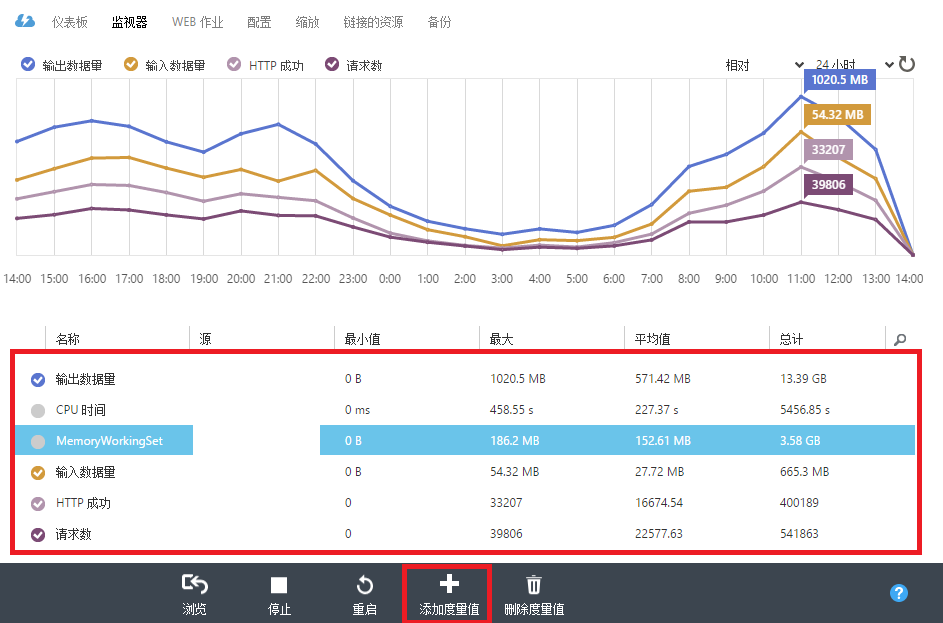 仪表板 监视器 WEB 作业 配置 缩放 链接的资源 备份
输出数据量 输入数据量 HTTP 成功 请求数 相对 24 小时
1020.5 MB
54.32 MB
33207
39806
14:00 15:00 16:00 17:00 18:00 19:00 20:00 21:00 22:00 23:00 0:00 1:00 2:00 3:00 4:00 5:00 6:00 7:00 8:00 9:00 10:00 11:00 12:00 13:00 14:00
名称 源 最小值 最大 平均值 总计
输出数据量 0 B 1020.5 MB 571.42 MB 13.39 GB
CPU 时间 0 ms 458.55 s 227.37 s 5456.85 s
MemoryWorkingSet 0 B 186.2 MB 152.61 MB 3.58 GB
输入数据量 0 B 54.32 MB 27.72 MB 665.3 MB
HTTP 成功 0 33207 16674.54 400189
请求数 0 39806 22577.63 541863
浏览 停止 重启 添加度量值 删除度量值 ?